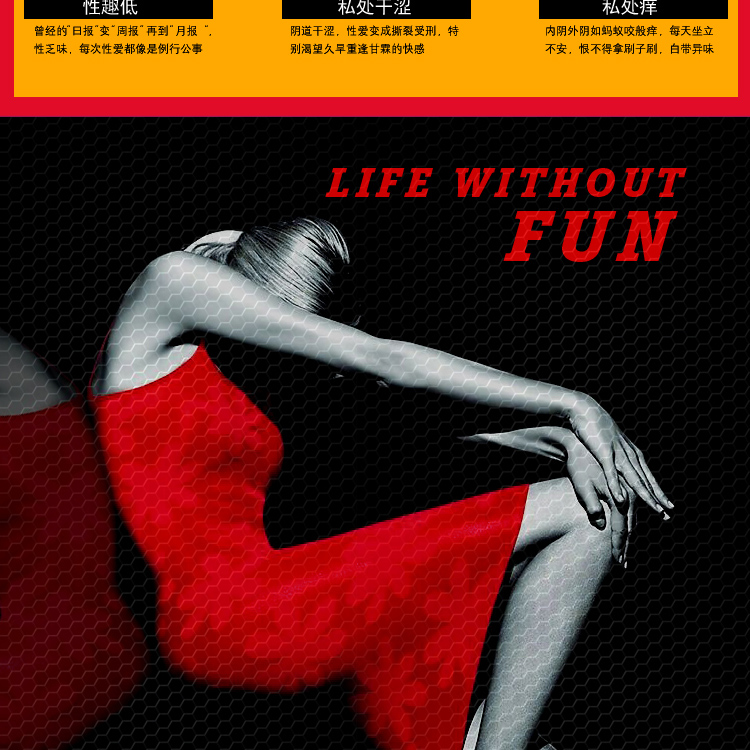 性趣低
曾经的“日报”变“周报”再到“月报 ”，
性乏味，每次性爱都像是例行公事
私处干涩
阴道干涩，性爱变成撕裂受刑，特
别渴望久旱重逢甘霖的快感
私处痒
内阴外阴如蚂蚁咬般痒，每天坐立
不安，恨不得拿刷子刷，白带异味
LIFE WITHOUT
FUN